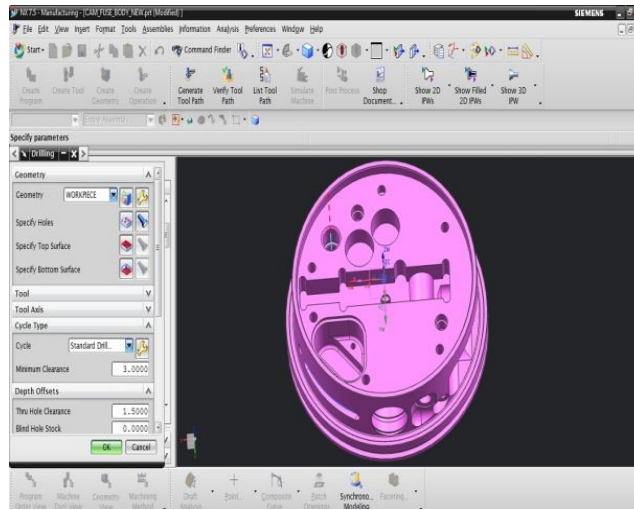 NX 7.5 - Manufacturing - [CAM_FUSE_BODY_NEW.prt (Modified) ]
SIEMENS
File Edit View Insert Format Tools Assemblies Information Analysis Preferences Window Help
Start Command Finder
Create Program
Create Tool
Create Geometry
Create Operation
Generate Tool Path
Verify Tool Path
List Tool Path
Simulate Machine
Post Process
Shop Document...
Show 2D IPWs
Show Filled 2D IPWs
Show 3D IPW
Entire Assembly
Specify parameters
Drilling
Geometry
Geometry WORKPIECE
Specify Holes
Specify Top Surface
Specify Bottom Surface
Tool
Tool Axis
Cycle Type
Cycle Standard Drill...
Minimum Clearance 3.0000
Depth Offsets
Thru Hole Clearance 1.5000
Blind Hole Stock 0.0000
OK Cancel
Program Order View
Machine Tool View
Geometry View
Machining Method
Draft Analysis
Point...
Composite Curve
Patch Openings
Synchrono... Modeling
Faceting...